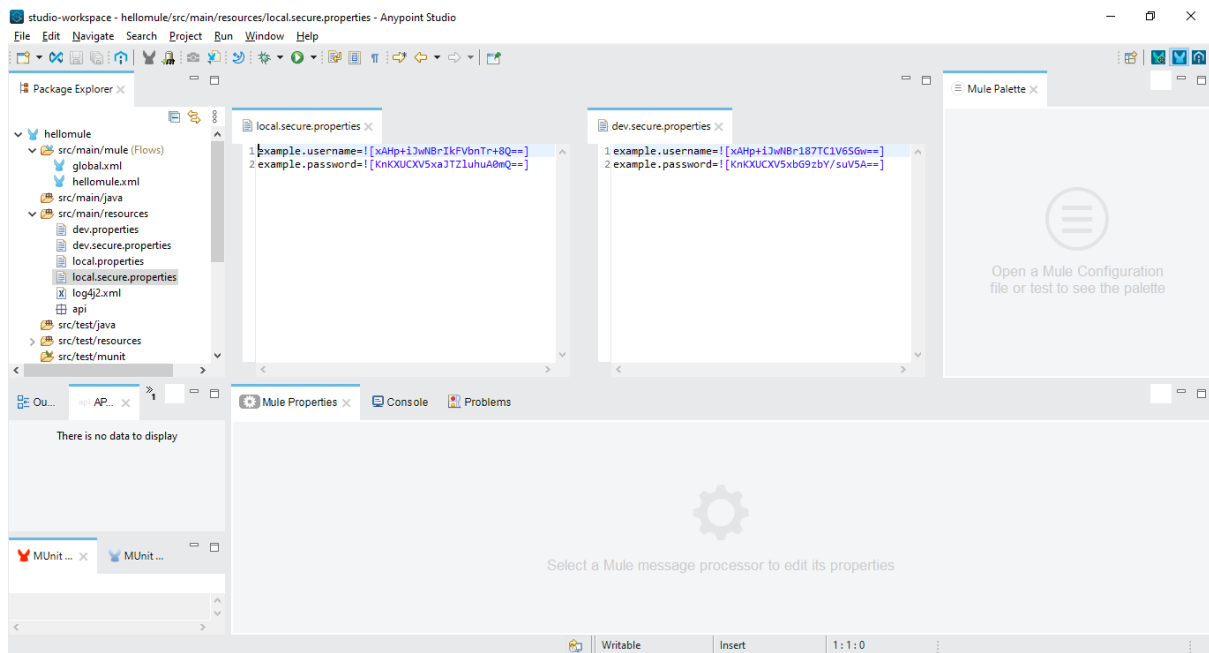 studio-workspace - hellomule/src/main/resources/local.secure.properties - Anypoint Studio
File Edit Navigate Search Project Run Window Help
Package Explorer
hellomule
src/main/mule (Flows)
global.xml
hellomule.xml
src/main/java
src/main/resources
dev.properties
dev.secure.properties
local.properties
local.secure.properties
log4j2.xml
api
src/test/java
src/test/resources
src/test/munit
local.secure.properties
1 example.username=![xAHp+iJwNBrIkFVbnTr+8Q==]
2 example.password=![KnKXUCXV5xaJTZluhuA0mQ==]
dev.secure.properties
1 example.username=![xAHp+iJwNBr187TC1V6SGw==]
2 example.password=![KnKXUCXV5xbG9zbY/suV5A==]
Mule Palette
Open a Mule Configuration
file or test to see the palette
Ou... api AP... »1
There is no data to display
MUnit ... MUnit ...
Mule Properties Console Problems
Select a Mule message processor to edit its properties
Writable Insert 1:1:0